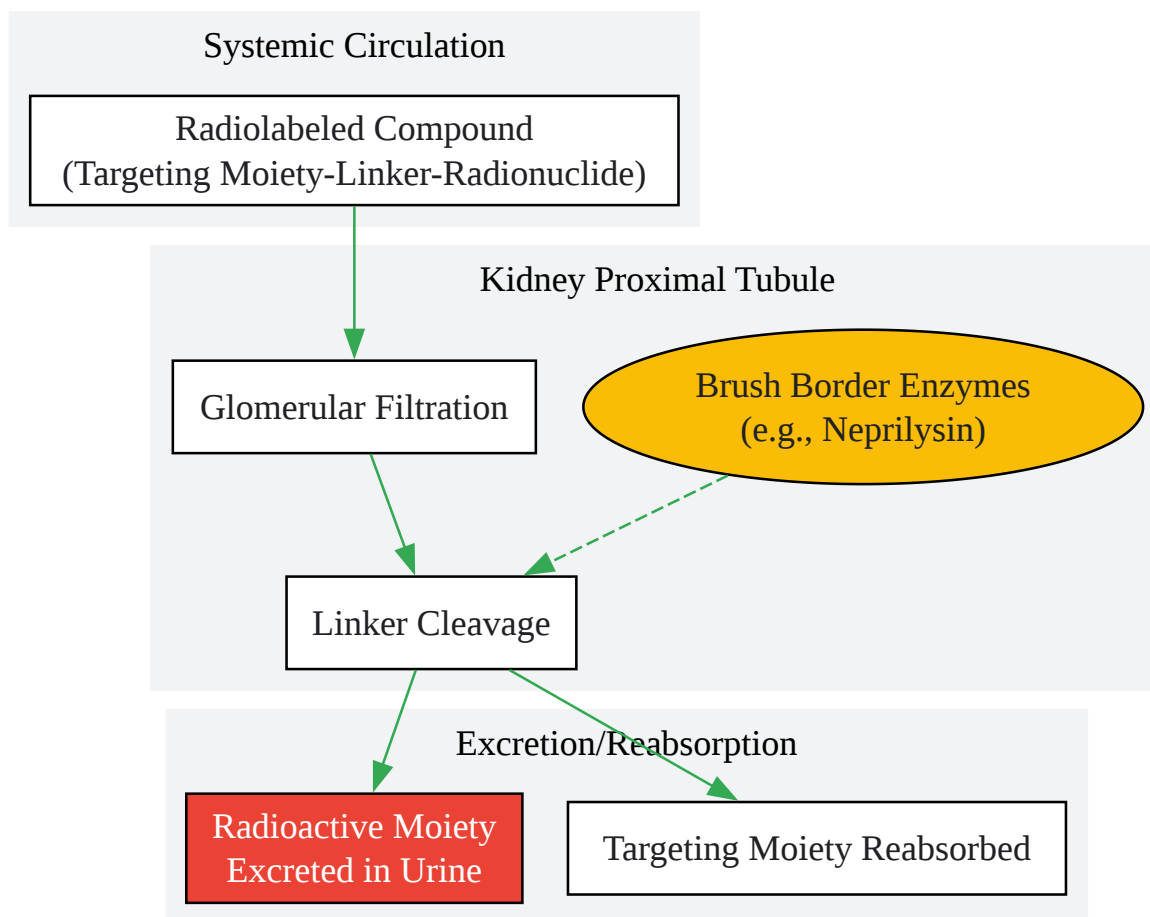 Systemic Circulation
Radiolabeled Compound
(Targeting Moiety-Linker-Radionuclide)
Kidney Proximal Tubule
Glomerular Filtration
Brush Border Enzymes
(e.g., Neprilysin)
Linker Cleavage
Excretion/Reabsorption
Radioactive Moiety
Excreted in Urine
Targeting Moiety Reabsorbed